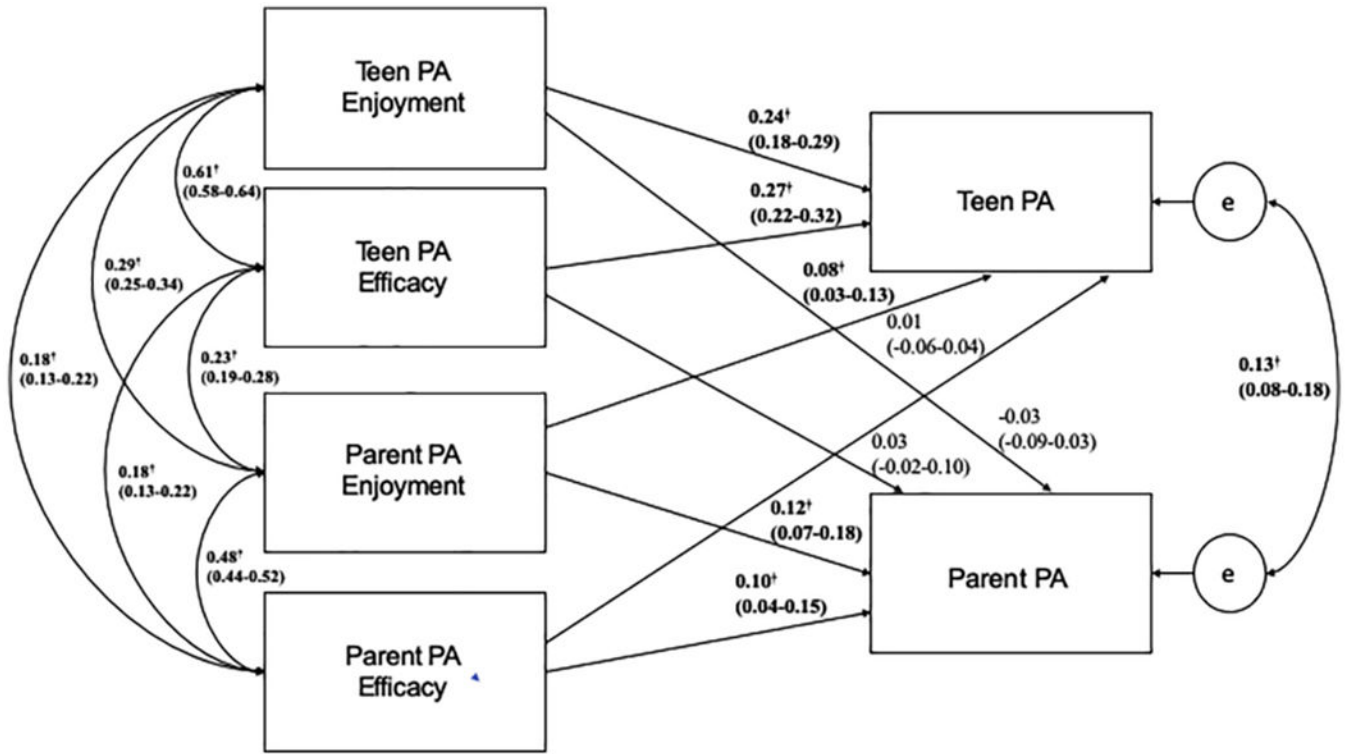 Teen PA
Enjoyment
0.24†
(0.18-0.29)
0.61†
(0.58-0.64)
0.27†
(0.22-0.32)
Teen PA
e
Teen PA
Efficacy
0.29†
(0.25-0.34)
0.08†
(0.03-0.13)
0.01
(-0.06-0.04)
0.18†
(0.13-0.22)
0.23†
(0.19-0.28)
0.13†
(0.08-0.18)
-0.03
(-0.09-0.03)
0.03
(-0.02-0.10)
Parent PA
Enjoyment
0.18†
(0.13-0.22)
0.12†
(0.07-0.18)
0.48†
(0.44-0.52)
0.10†
(0.04-0.15)
Parent PA
e
Parent PA
Efficacy